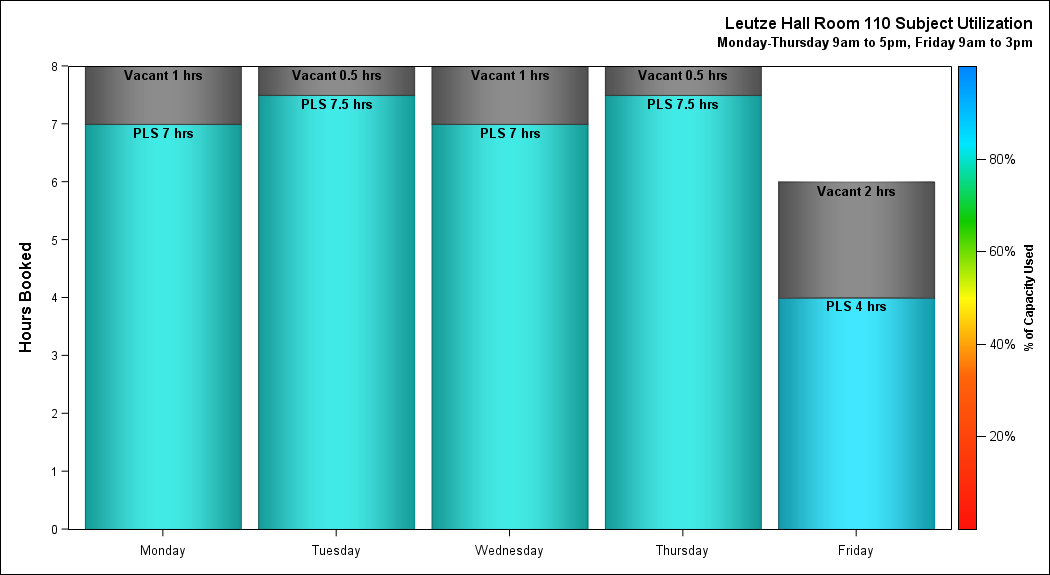 Leutze Hall Room 110 Subject Utilization
Monday-Thursday 9am to 5pm, Friday 9am to 3pm
Hours Booked
8
7
6
5
4
3
2
1
0
Vacant 1 hrs
PLS 7 hrs
Vacant 0.5 hrs
PLS 7.5 hrs
Vacant 1 hrs
PLS 7 hrs
Vacant 0.5 hrs
PLS 7.5 hrs
Vacant 2 hrs
PLS 4 hrs
Monday
Tuesday
Wednesday
Thursday
Friday
80%
60%
40%
20%
% of Capacity Used